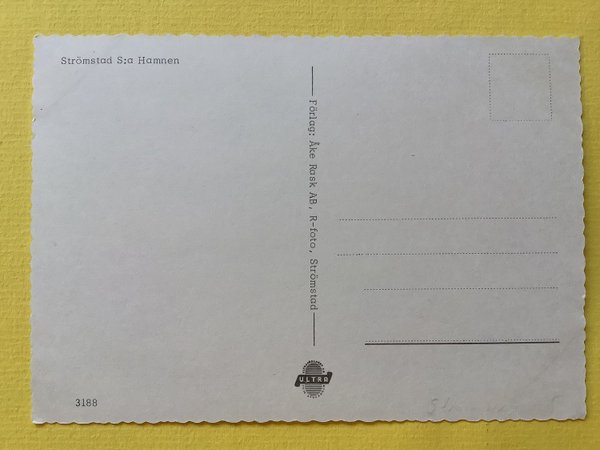 Strömstad S:a Hamnen
Förlag: Åke Rask AB, R-foto, Strömstad
ULTRA
3188